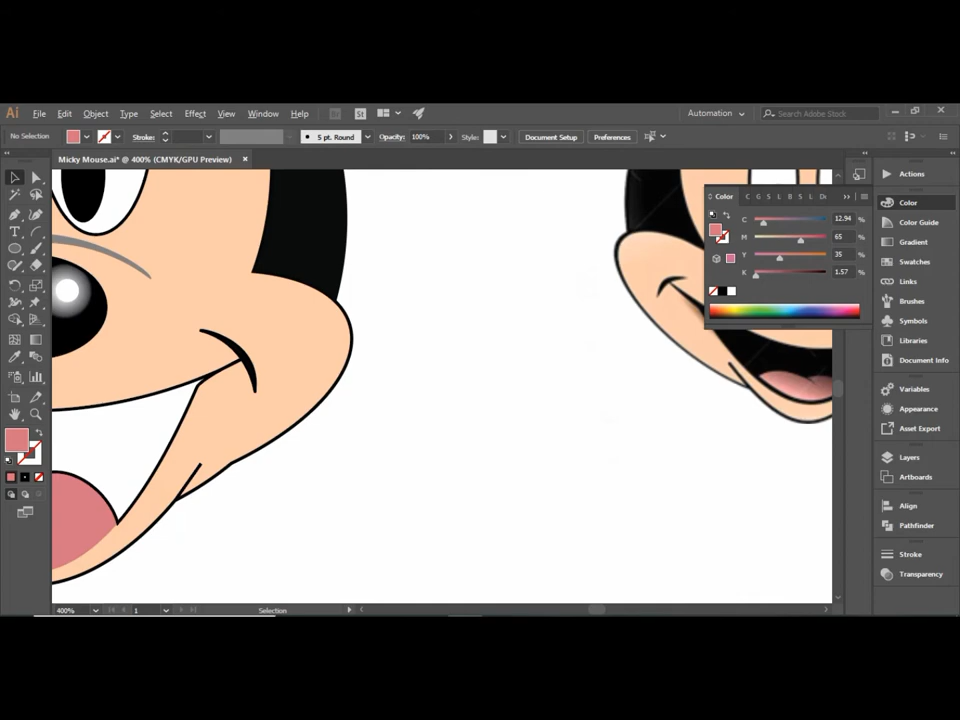 Ai File Edit Object Type Select Effect View Window Help Br St Automation Search Adobe Stock
No Selection Stroke: 5 pt. Round Opacity: 100% Style: Document Setup Preferences
Micky Mouse.ai* @ 400% (CMYK/GPU Preview) ×
Actions
Color C G S L B S L
Color
C 12.94 %
Color Guide
M 65 %
Gradient
Y 35 %
Swatches
K 1.57 %
Links
Brushes
Symbols
Libraries
Document Info
Variables
Appearance
Asset Export
Layers
Artboards
Align
Pathfinder
Stroke
Transparency
400% 1 Selection